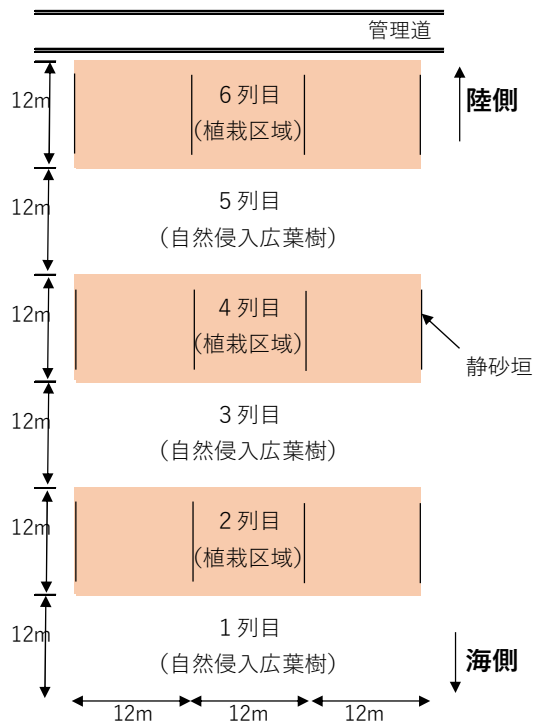 管理道
12m
6列目
(植栽区域)
陸側
12m
5列目
(自然侵入広葉樹)
12m
4列目
(植栽区域)
静砂垣
12m
3列目
(自然侵入広葉樹)
12m
2列目
(植栽区域)
12m
1列目
(自然侵入広葉樹)
海側
12m
12m
12m